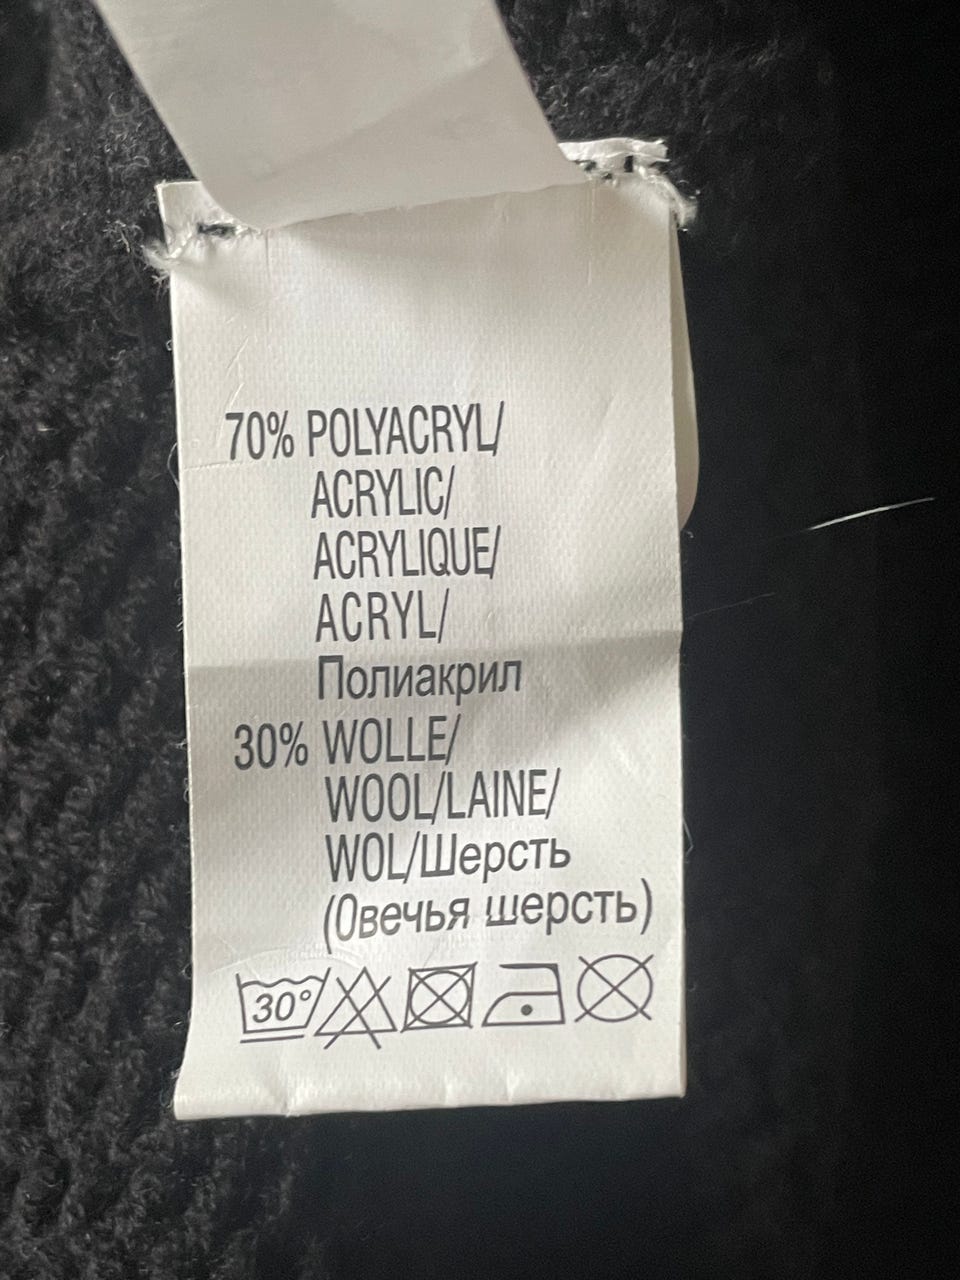 70% POLYACRYL/
ACRYLIC/
ACRYLIQUE/
ACRYL/
Полиакрил
30% WOLLE/
WOOL/LAINE/
WOL/Шерсть
(Овечья шерсть)
30°